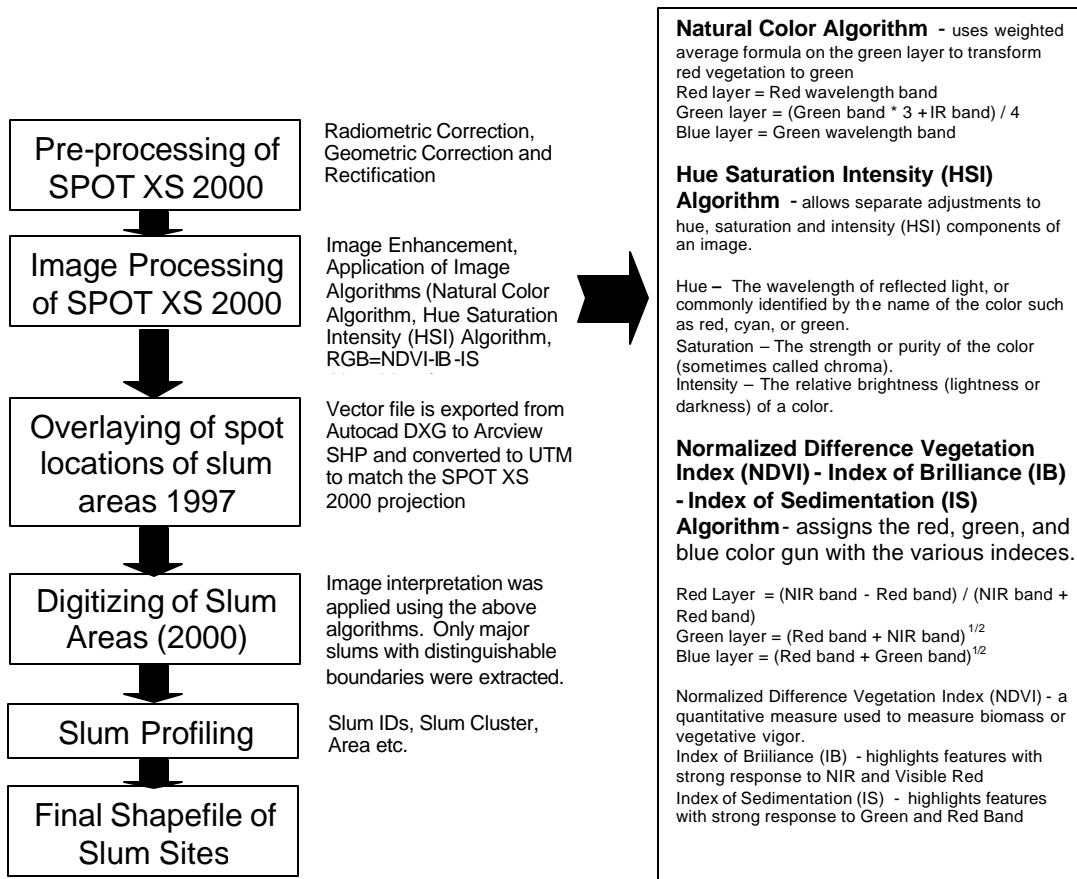 Pre-processing of
SPOT XS 2000
Radiometric Correction,
Geometric Correction and
Rectification
Image Processing
of SPOT XS 2000
Image Enhancement,
Application of Image
Algorithms (Natural Color
Algorithm, Hue Saturation
Intensity (HSI) Algorithm,
RGB=NDVI-IB-IS
Overlaying of spot
locations of slum
areas 1997
Vector file is exported from
Autocad DXG to Arcview
SHP and converted to UTM
to match the SPOT XS
2000 projection
Digitizing of Slum
Areas (2000)
Image interpretation was
applied using the above
algorithms. Only major
slums with distinguishable
boundaries were extracted.
Slum Profiling
Slum IDs, Slum Cluster,
Area etc.
Final Shapefile of
Slum Sites
Natural Color Algorithm - uses weighted
average formula on the green layer to transform
red vegetation to green
Red layer = Red wavelength band
Green layer = (Green band * 3 + IR band) / 4
Blue layer = Green wavelength band
Hue Saturation Intensity (HSI)
Algorithm - allows separate adjustments to
hue, saturation and intensity (HSI) components of
an image.
Hue – The wavelength of reflected light, or
commonly identified by the name of the color such
as red, cyan, or green.
Saturation – The strength or purity of the color
(sometimes called chroma).
Intensity – The relative brightness (lightness or
darkness) of a color.
Normalized Difference Vegetation
Index (NDVI) - Index of Brilliance (IB)
- Index of Sedimentation (IS)
Algorithm- assigns the red, green, and
blue color gun with the various indeces.
Red Layer = (NIR band - Red band) / (NIR band +
Red band)
Green layer = (Red band + NIR band)^1/2
Blue layer = (Red band + Green band)^1/2
Normalized Difference Vegetation Index (NDVI) - a
quantitative measure used to measure biomass or
vegetative vigor.
Index of Briiliance (IB) - highlights features with
strong response to NIR and Visible Red
Index of Sedimentation (IS) - highlights features
with strong response to Green and Red Band